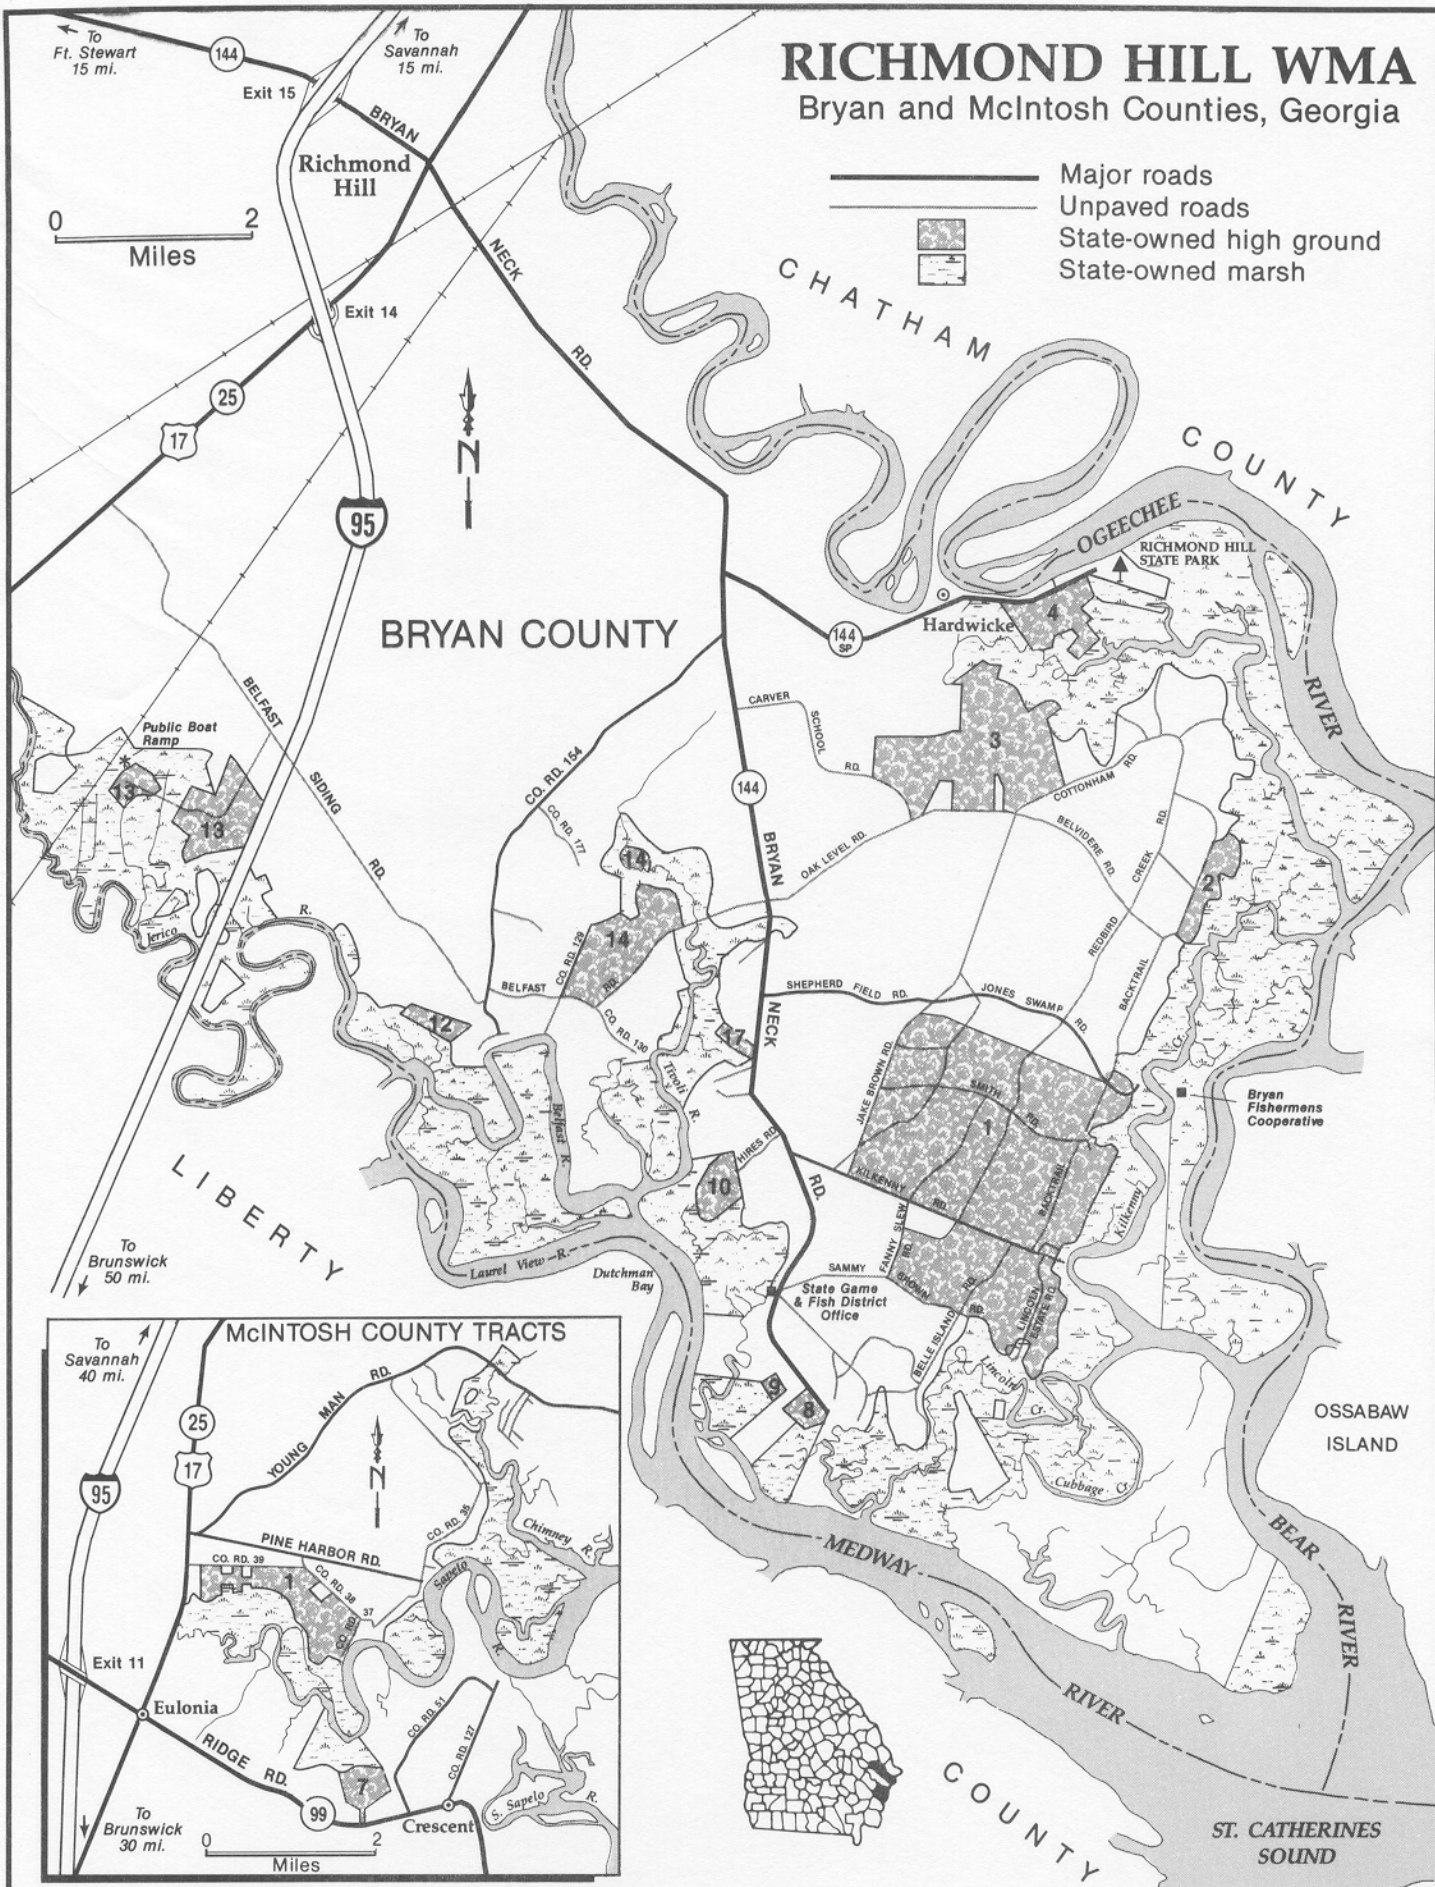 RICHMOND HILL WMA
Bryan and McIntosh Counties, Georgia
Major roads
Unpaved roads
State-owned high ground
State-owned marsh
To
Ft. Stewart
15 mi.
144
To
Savannah
15 mi.
Exit 15
BRYAN
Richmond
Hill
0 2
Miles
NECK
Exit 14
RD.
25
17
N
95
CHATHAM
COUNTY
OGEECHEE
RICHMOND HILL
STATE PARK
4
Hardwicke
144
SP
RIVER
BRYAN COUNTY
BELFAST
SIDING
RD.
Public Boat
Ramp
13
13
CARVER
SCHOOL
RD.
3
COTTONHAM RD.
CO. RD. 154
CO. RD. 177
144
BRYAN
OAK LEVEL RD.
BELVIDERE RD.
REDBIRD CREEK RD.
2
14
14
CO. RD. 129
BELFAST
RD.
CO. RD. 130
Jerico
R.
12
17
NECK
SHEPHERD FIELD RD.
JONES SWAMP RD.
BACKTRAIL
Cr.
Tivoli R.
Belfast R.
JAKE BROWN RD.
SMITH RD.
1
Bryan
Fishermens
Cooperative
HIRES RD.
10
RD.
KILKENNY RD.
BACKTRAIL
Kilkenny
FANNY SLEW RD.
LIBERTY
To
Brunswick
50 mi.
Laurel View R.
Dutchman
Bay
SAMMY
BROWN
RD.
State Game
& Fish District
Office
BELLE ISLAND
RD.
LINCOLN
ESTATE RD.
Lincoln
Cr.
9
8
Cubbage Cr.
OSSABAW
ISLAND
BEAR
RIVER
MEDWAY
RIVER
COUNTY
ST. CATHERINES
SOUND
McINTOSH COUNTY TRACTS
To
Savannah
40 mi.
25
17
95
YOUNG MAN RD.
N
CO. RD. 35
PINE HARBOR RD.
Chimney
R.
CO. RD. 39
1
CO. RD. 38
37
CO. RD.
Sapelo
R.
Exit 11
Eulonia
RIDGE RD.
CO. RD. 51
CO. RD. 127
7
99
Crescent
S. Sapelo R.
To
Brunswick
30 mi.
0 2
Miles